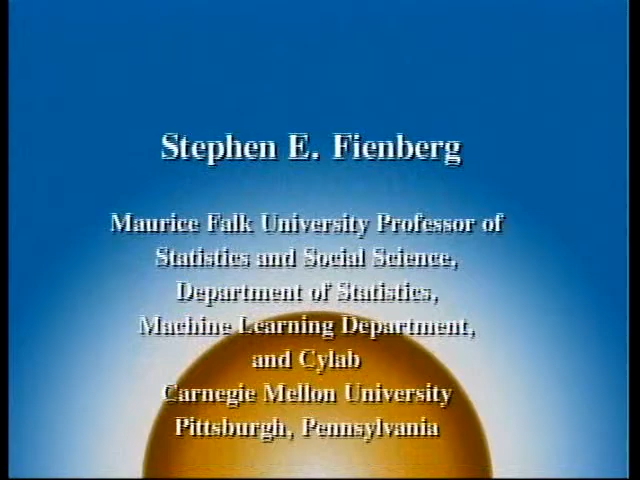 Stephen E. Fienberg
Maurice Falk University Professor of
Statistics and Social Science,
Department of Statistics,
Machine Learning Department,
and Cylab
Carnegie Mellon University
Pittsburgh, Pennsylvania